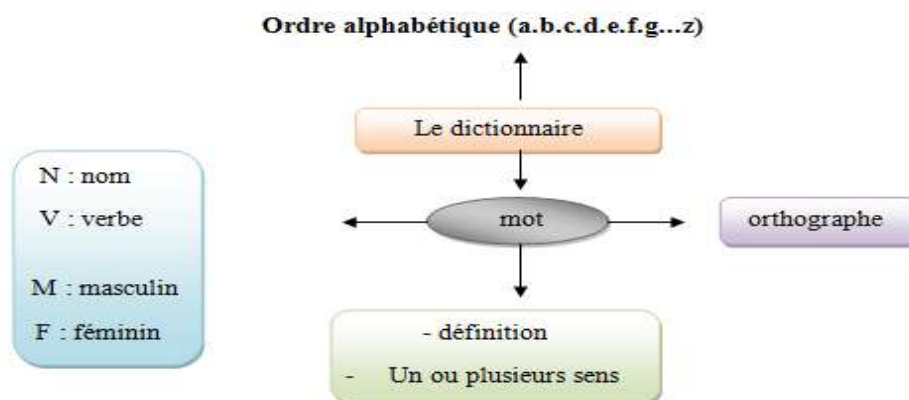 Ordre alphabétique (a.b.c.d.e.f.g...z)
Le dictionnaire
N : nom
V : verbe
M : masculin
F : féminin
mot
orthographe
- définition
- Un ou plusieurs sens